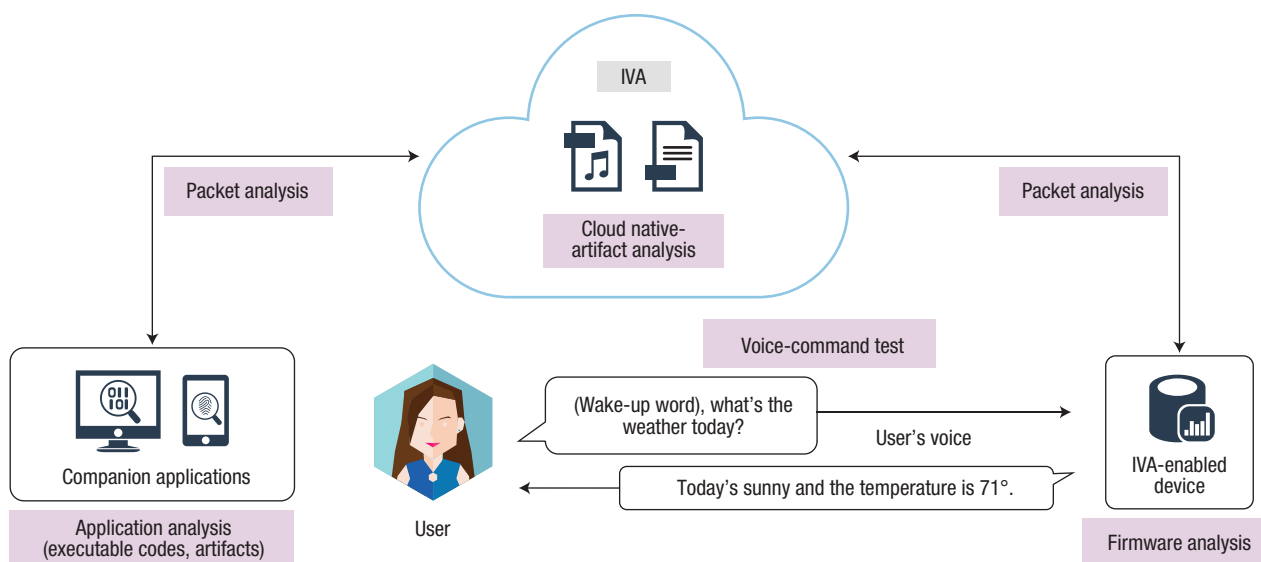 IVA
Packet analysis
Packet analysis
Cloud native-
artifact analysis
Voice-command test
011
101
(Wake-up word), what's the
weather today?
User's voice
Companion applications
IVA-enabled
device
Today's sunny and the temperature is 71°.
User
Application analysis
(executable codes, artifacts)
Firmware analysis